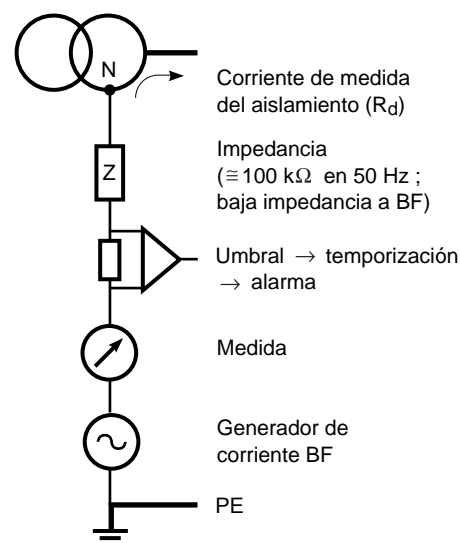 N
Corriente de medida
del aislamiento (Rd)
Z
Impedancia
(≅100 kΩ en 50 Hz ;
baja impedancia a BF)
Umbral → temporización
→ alarma
Medida
Generador de
corriente BF
PE